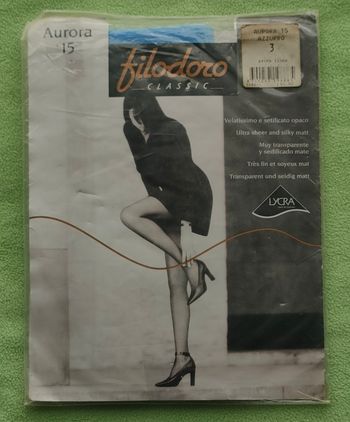 Aurora
15
filodoro
CLASSIC
AURORA 15
AZZURRO
3
Velatissimo e setificato opaco
Ultra sheer and silky matt
Muy transparente
y sedificado mate
Très fin et soyeux mat
Transparent und seidig matt
LYCRA